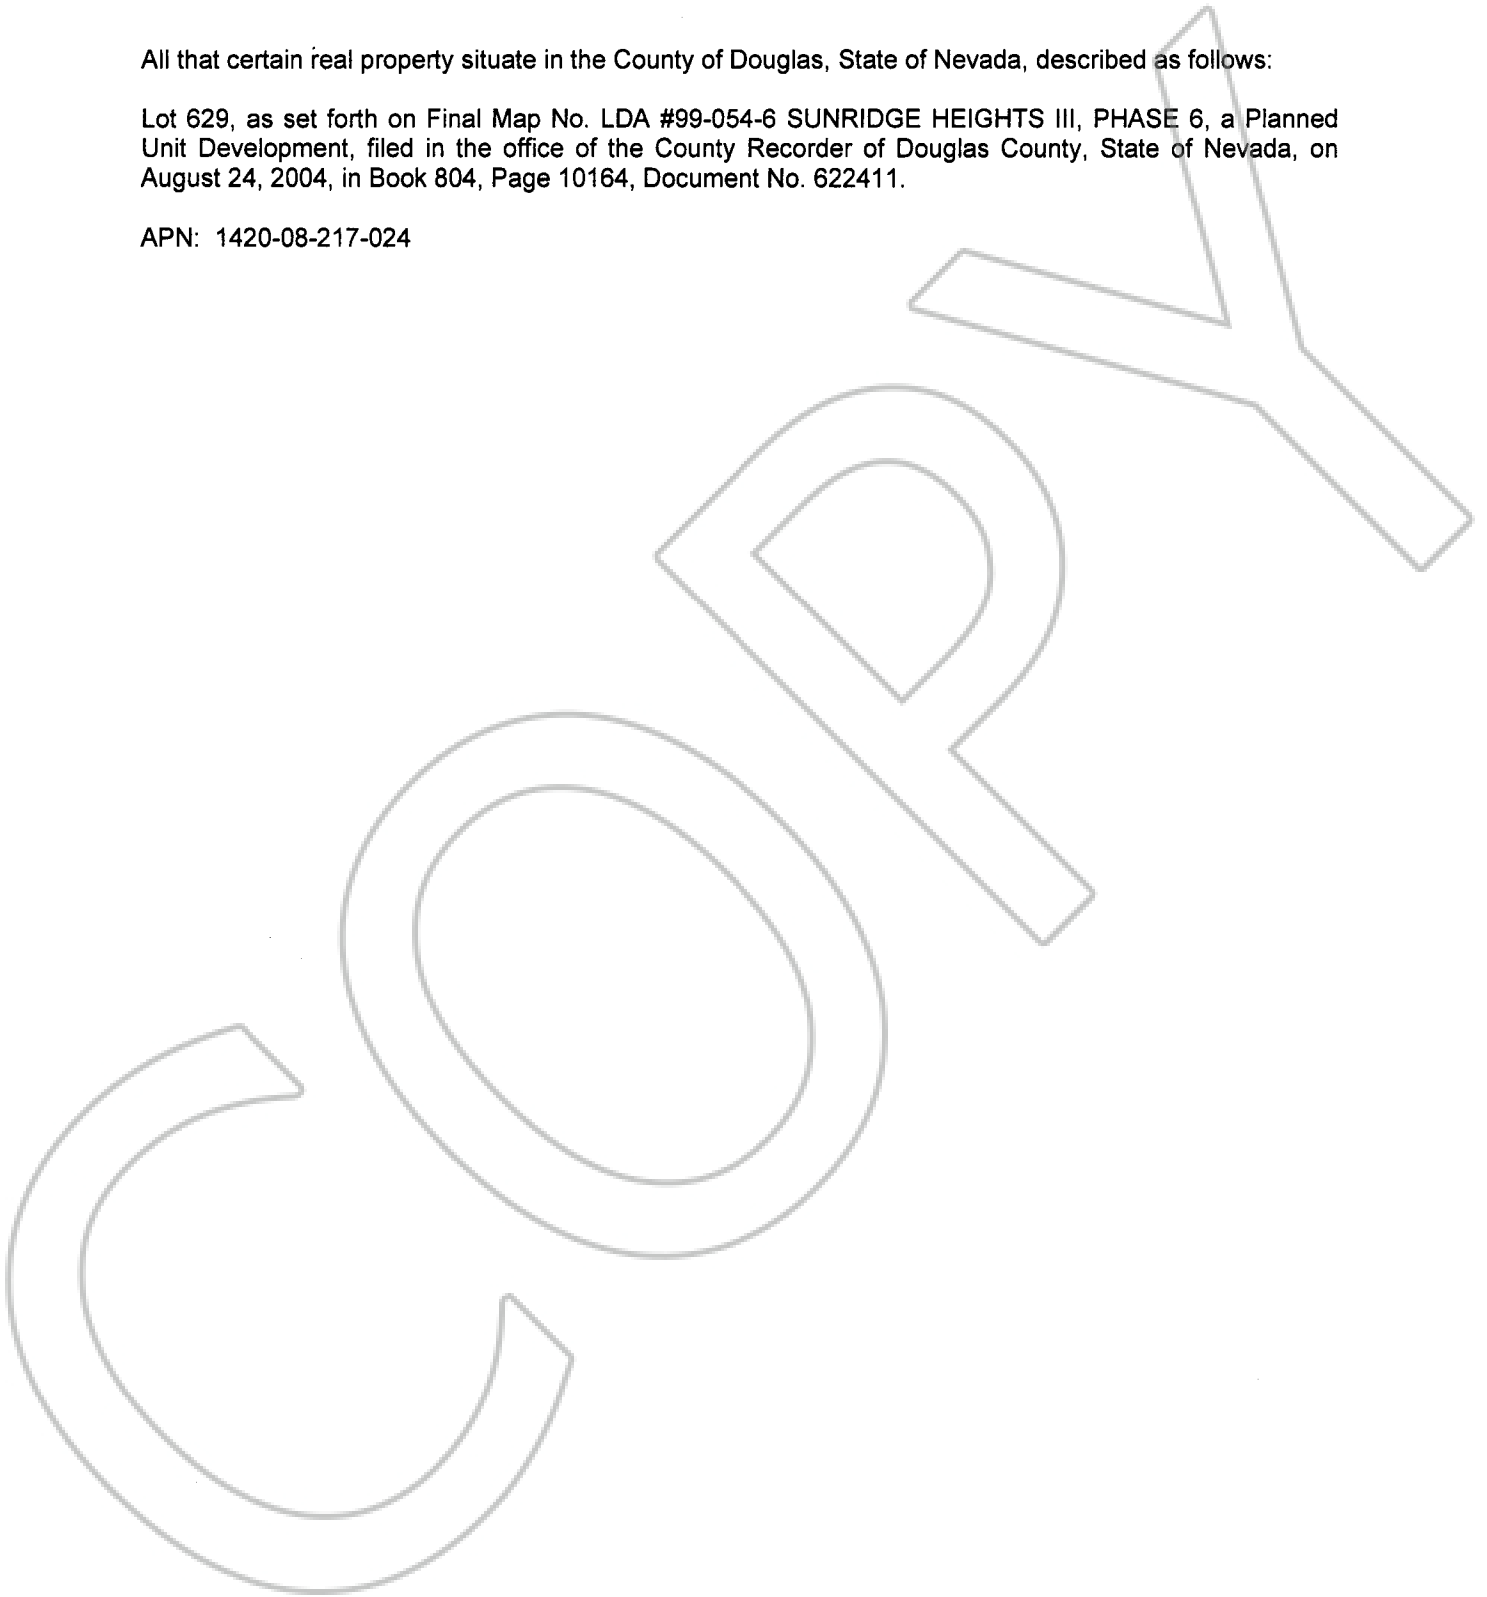 All that certain real property situate in the County of Douglas, State of Nevada, described as follows:
Lot 629, as set forth on Final Map No. LDA #99-054-6 SUNRIDGE HEIGHTS III, PHASE 6, a Planned
Unit Development, filed in the office of the County Recorder of Douglas County, State of Nevada, on
August 24, 2004, in Book 804, Page 10164, Document No. 622411.
APN: 1420-08-217-024
COPY